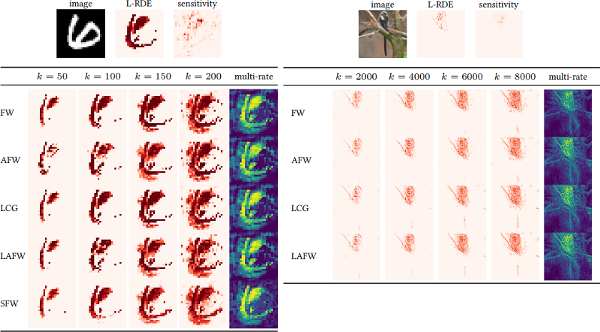 image L-RDE sensitivity
k = 50 k = 100 k = 150 k = 200 multi-rate
FW
AFW
LCG
LAFW
SFW
image L-RDE sensitivity
k = 2000 k = 4000 k = 6000 k = 8000 multi-rate
FW
AFW
LCG
LAFW